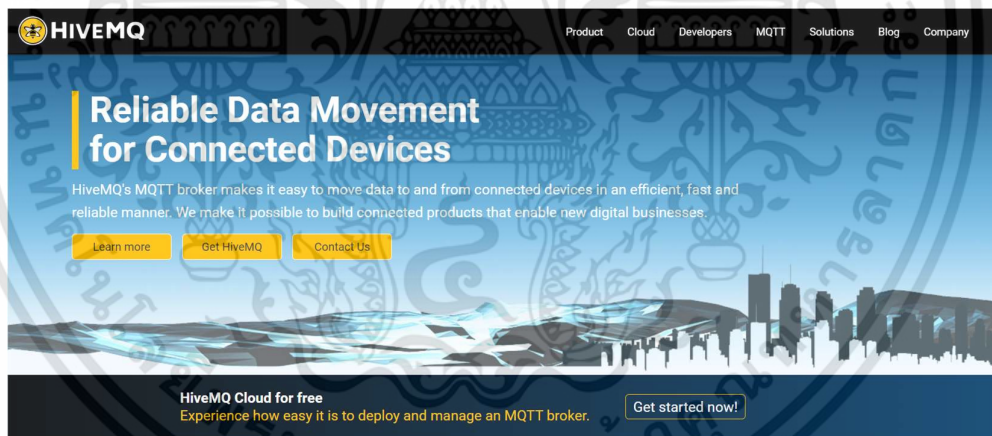 HIVEMQ
Product Cloud Developers MQTT Solutions Blog Company
Reliable Data Movement
for Connected Devices
HiveMQ's MQTT broker makes it easy to move data to and from connected devices in an efficient, fast and
reliable manner. We make it possible to build connected products that enable new digital businesses.
Learn more Get HiveMQ Contact Us
HiveMQ Cloud for free
Experience how easy it is to deploy and manage an MQTT broker.
Get started now!